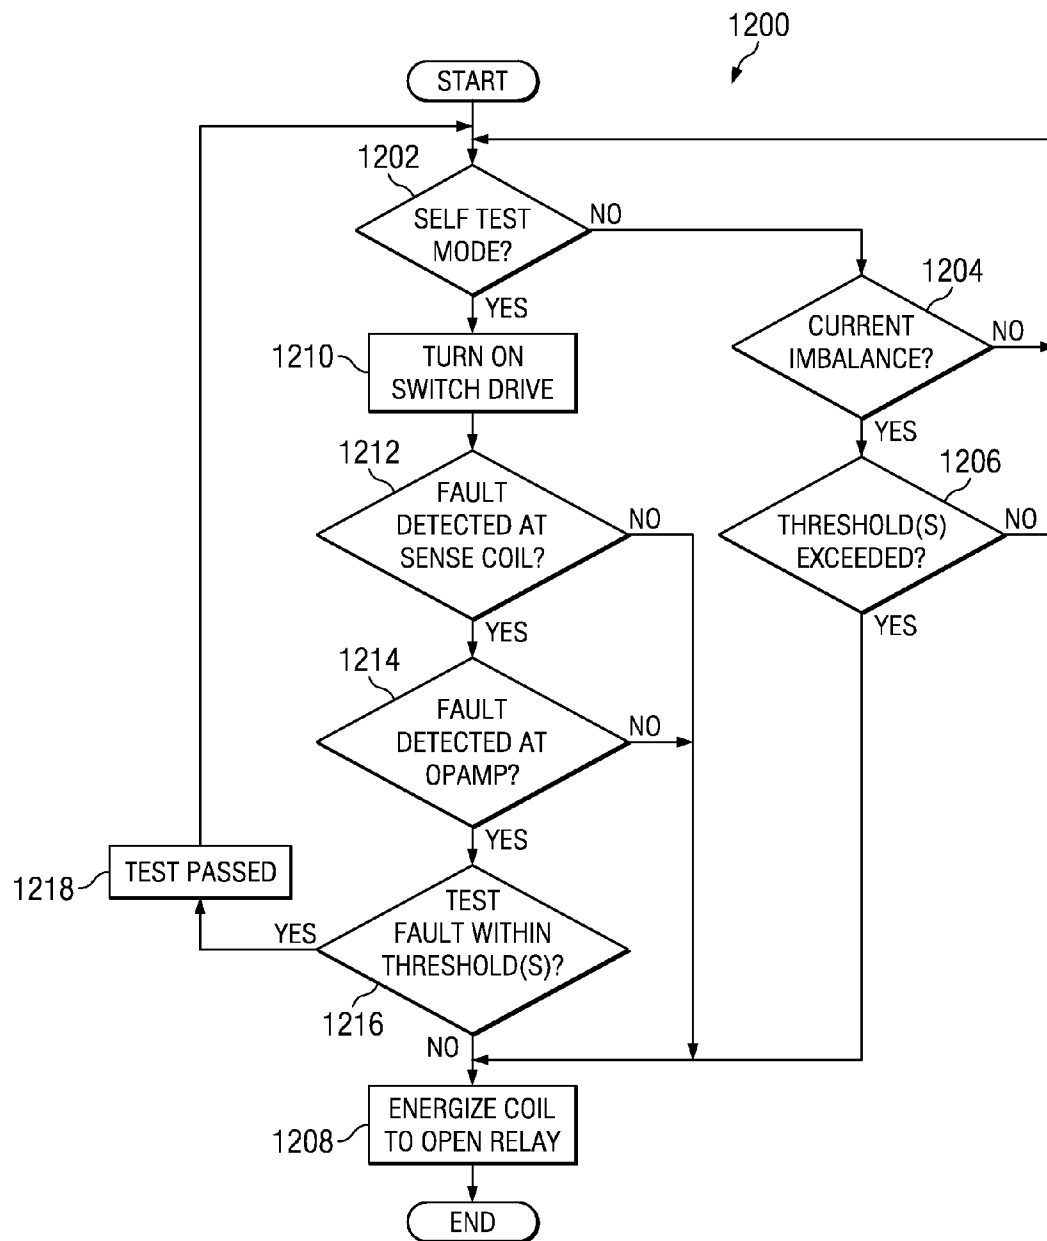 1200
START
1202
SELF TEST
MODE?
NO
YES
1204
CURRENT
IMBALANCE?
NO
YES
1210
TURN ON
SWITCH DRIVE
1206
THRESHOLD(S)
EXCEEDED?
NO
YES
1212
FAULT
DETECTED AT
SENSE COIL?
NO
YES
1214
FAULT
DETECTED AT
OPAMP?
NO
YES
1218
TEST PASSED
YES
TEST
FAULT WITHIN
THRESHOLD(S)?
1216
NO
1208
ENERGIZE COIL
TO OPEN RELAY
END